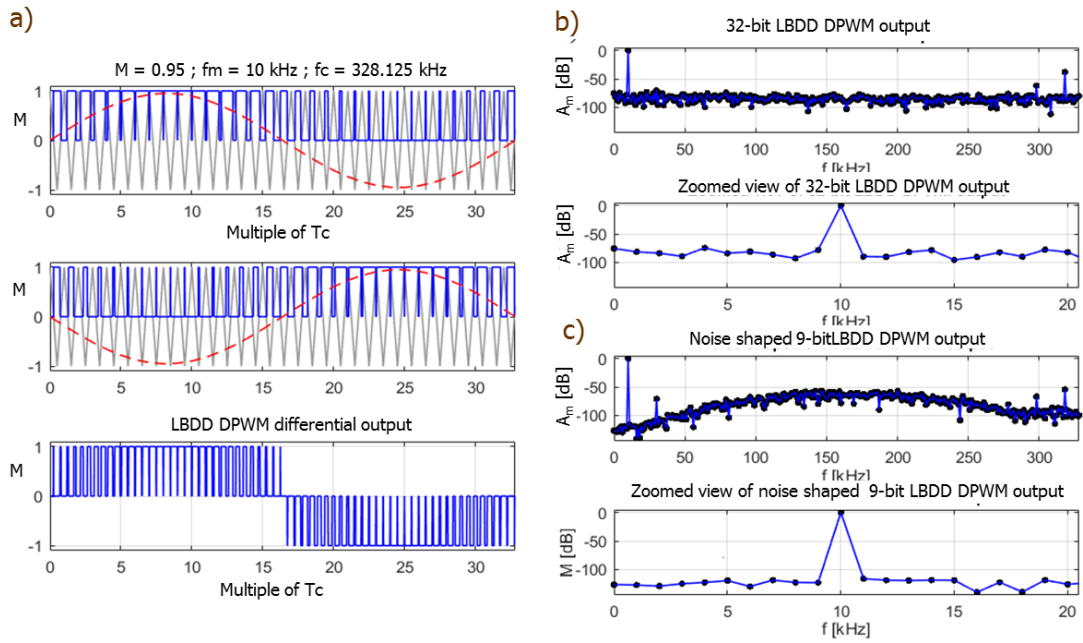 a)
M = 0.95 ; fm = 10 kHz ; fc = 328.125 kHz
M
1
0
-1
0 5 10 15 20 25 30
Multiple of Tc
M
1
0
-1
0 5 10 15 20 25 30
LBDD DPWM differential output
M
1
0
-1
0 5 10 15 20 25 30
Multiple of Tc
b)
32-bit LBDD DPWM output
Am [dB]
0
-50
-100
0 50 100 150 200 250 300
f [kHz]
Zoomed view of 32-bit LBDD DPWM output
Am [dB]
0
-50
-100
0 5 10 15 20
f [kHz]
c)
Noise shaped 9-bitLBDD DPWM output
Am [dB]
0
-50
-100
0 50 100 150 200 250 300
f [kHz]
Zoomed view of noise shaped 9-bit LBDD DPWM output
M [dB]
0
-50
-100
0 5 10 15 20
f [kHz]